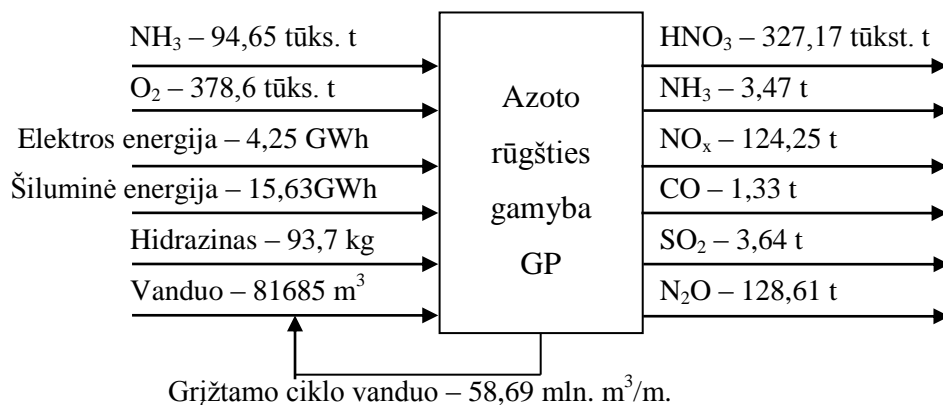 NH₃ – 94,65 tūks. t
O₂ – 378,6 tūks. t
Elektros energija – 4,25 GWh
Šiluminė energija – 15,63GWh
Hidrazinas – 93,7 kg
Vanduo – 81685 m³
Azoto
rūgšties
gamyba
GP
HNO₃ – 327,17 tūkst. t
NH₃ – 3,47 t
NOₓ – 124,25 t
CO – 1,33 t
SO₂ – 3,64 t
N₂O – 128,61 t
Grįžtamo ciklo vanduo – 58,69 mln. m³/m.